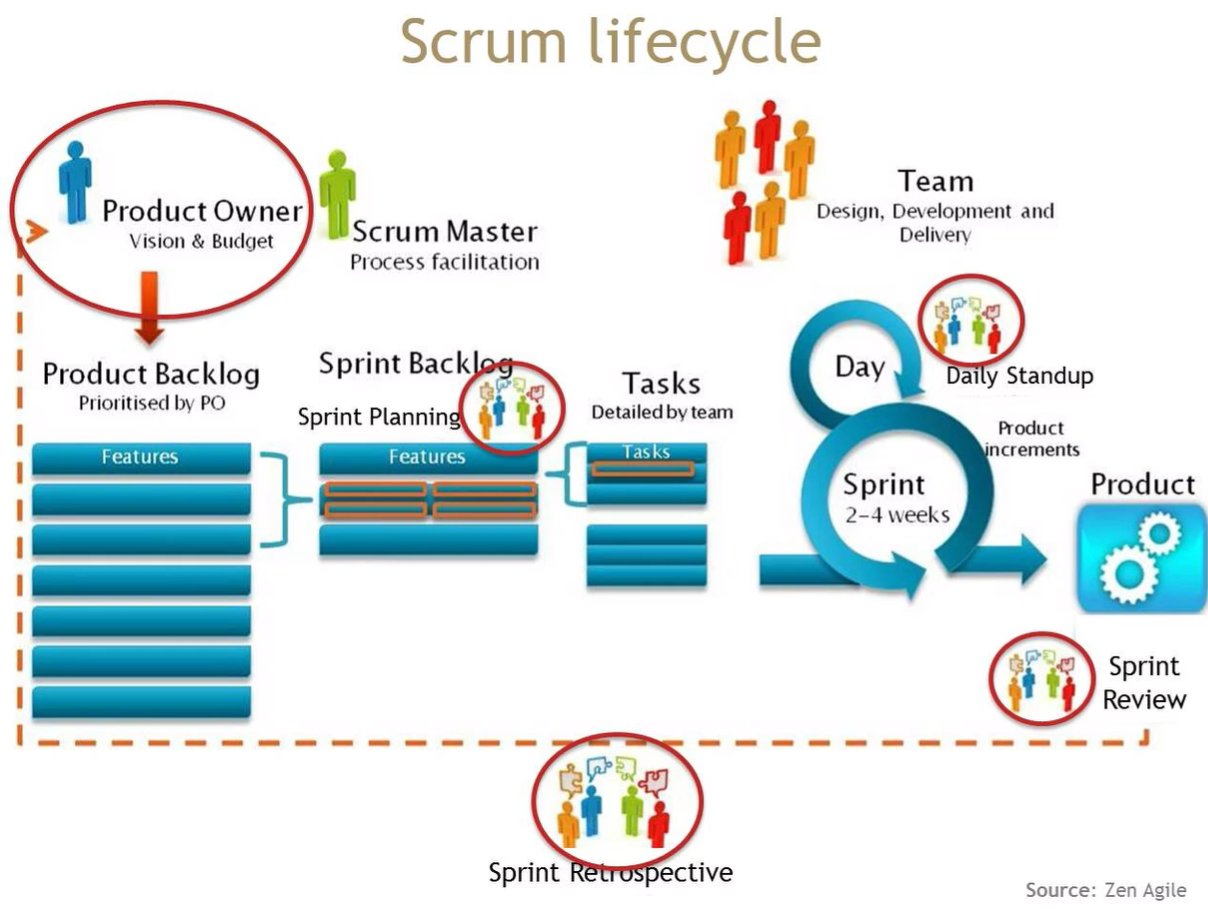 Scrum lifecycle
Product Owner
Vision & Budget
Scrum Master
Process facilitation
Team
Design, Development and
Delivery
Product Backlog
Prioritised by PO
Sprint Backlog
Sprint Planning
Tasks
Detailed by team
Day
Daily Standup
Features
Features
Tasks
Product
increments
Sprint
2-4 weeks
Product
Sprint
Review
Sprint Retrospective
Source: Zen Agile